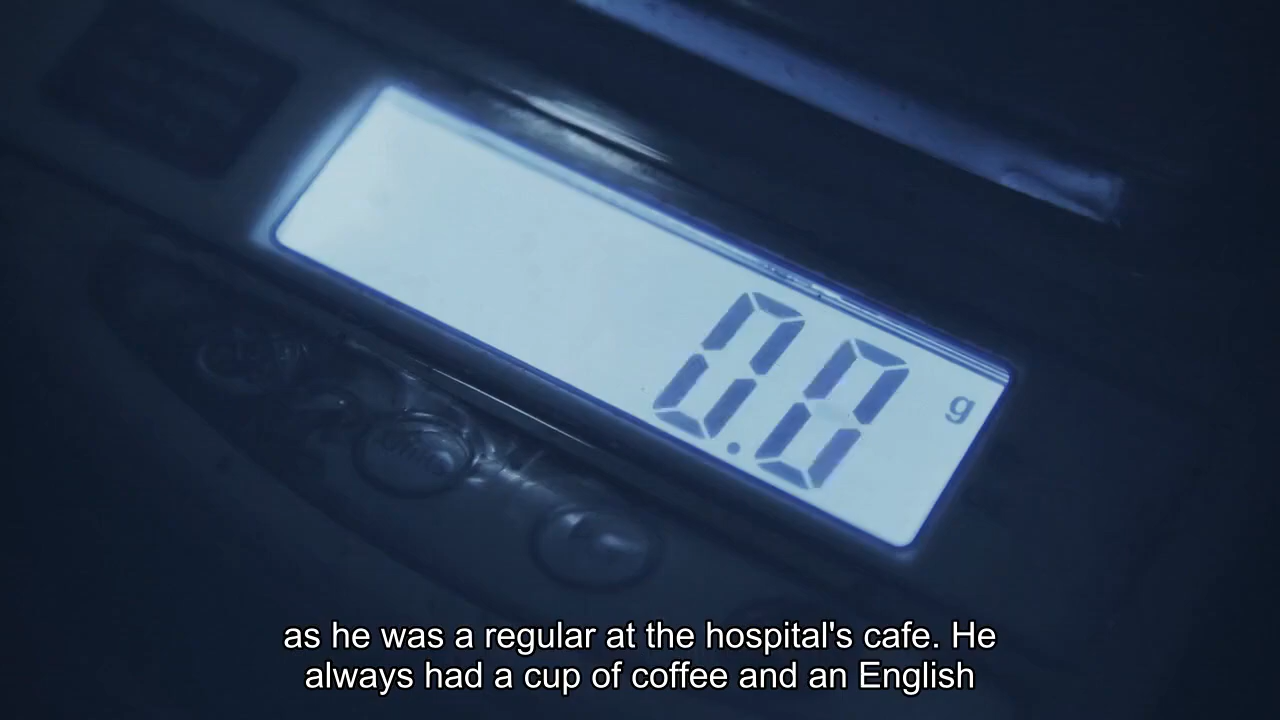 0.0 g
as he was a regular at the hospital's cafe. He
always had a cup of coffee and an English